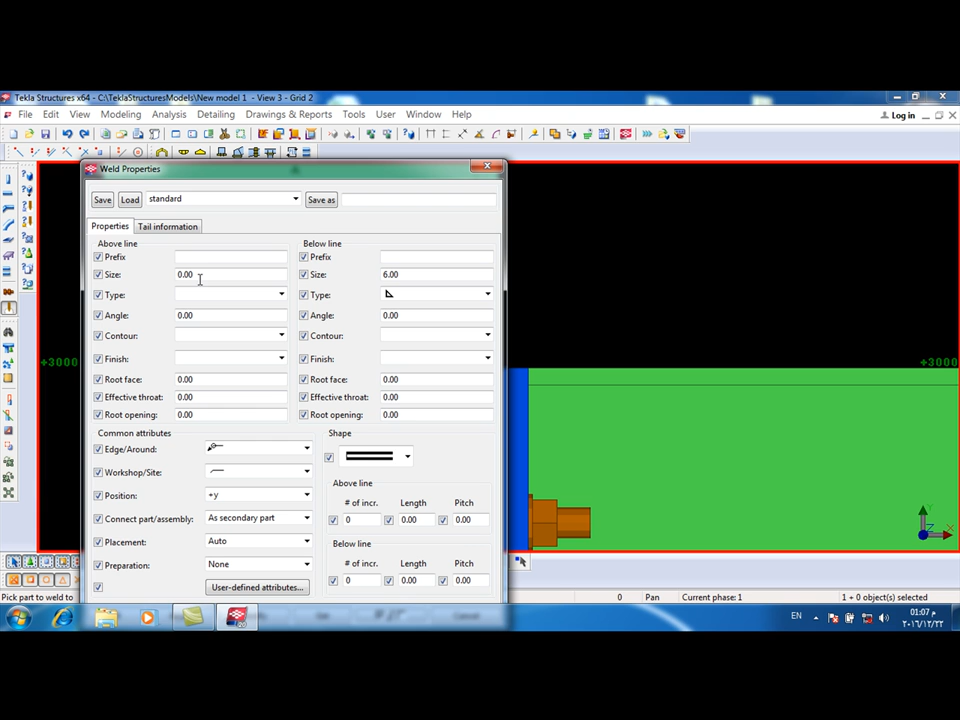 Tekla Structures x64 - C:\TeklaStructuresModels\New model 1 - View 3 - Grid 2
File Edit View Modeling Analysis Detailing Drawings & Reports Tools User Window Help Log in
Weld Properties
Save Load standard Save as
Properties Tail information
Above line Below line
Prefix Prefix
Size: 0.00 Size: 6.00
Type: Type:
Angle: 0.00 Angle: 0.00
Contour: Contour:
+3000 +3000
Finish: Finish:
Root face: 0.00 Root face: 0.00
Effective throat: 0.00 Effective throat: 0.00
Root opening: 0.00 Root opening: 0.00
Common attributes Shape
Edge/Around:
Workshop/Site:
Above line
Position: +y
# of incr. Length Pitch
Connect part/assembly: As secondary part 0 0.00 0.00
Placement: Auto
Below line
Preparation: None # of incr. Length Pitch
User-defined attributes... 0 0.00 0.00
Pick part to weld to 0 Pan Current phase: 1 1 + 0 object(s) selected
EN 01:07 م
٢٠١٦/١٢/٢٢